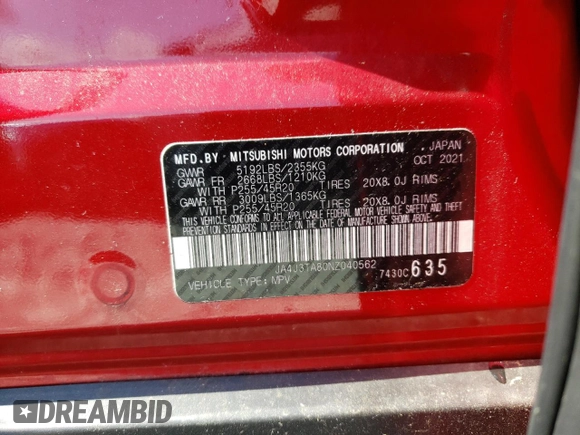 MFD.BY MITSUBISHI MOTORS CORPORATION JAPAN
GVWR 5192LBS/2355KG OCT 2021
GAWR FR 2668LBS/1210KG
WITH P255/45R20 TIRES 20X8.0J RIMS
GAWR RR 3009LBS/1365KG
WITH P255/45R20 TIRES 20X8.0J RIMS
THIS VEHICLE CONFORMS TO ALL APPLICABLE FEDERAL MOTOR VEHICLE SAFETY AND THEFT
PREVENTION STANDARDS IN EFFECT ON THE DATE OF MANUFACTURE SHOWN ABOVE.
JA4J3TA80NZ040562
VEHICLE TYPE: MPV 7430C 635
DREAMBID